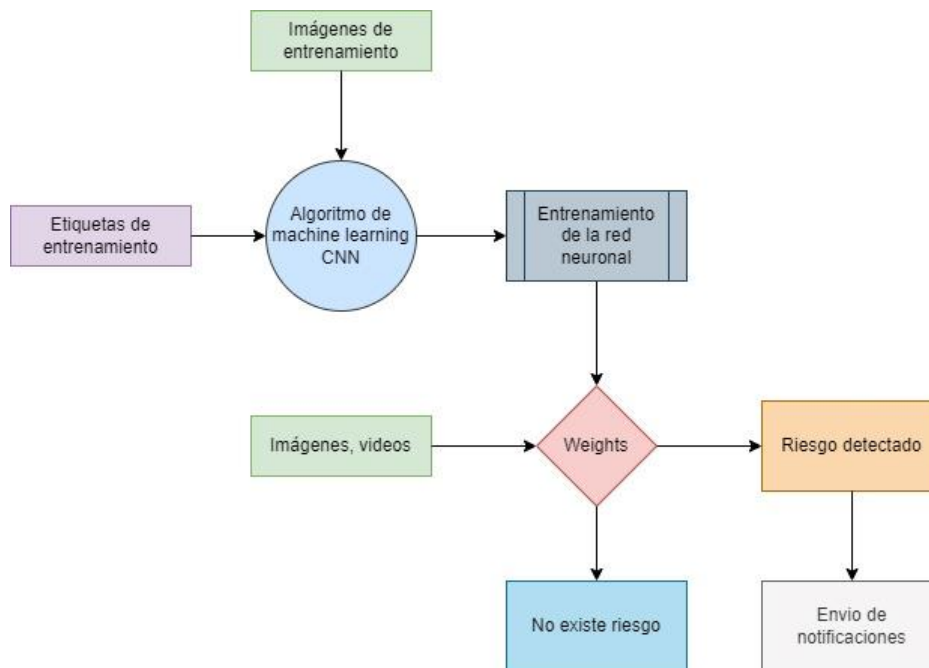 Imágenes de
entrenamiento
Etiquetas de
entrenamiento
Algoritmo de
machine learning
CNN
Entrenamiento
de la red
neuronal
Imágenes, videos
Weights
Riesgo detectado
No existe riesgo
Envio de
notificaciones